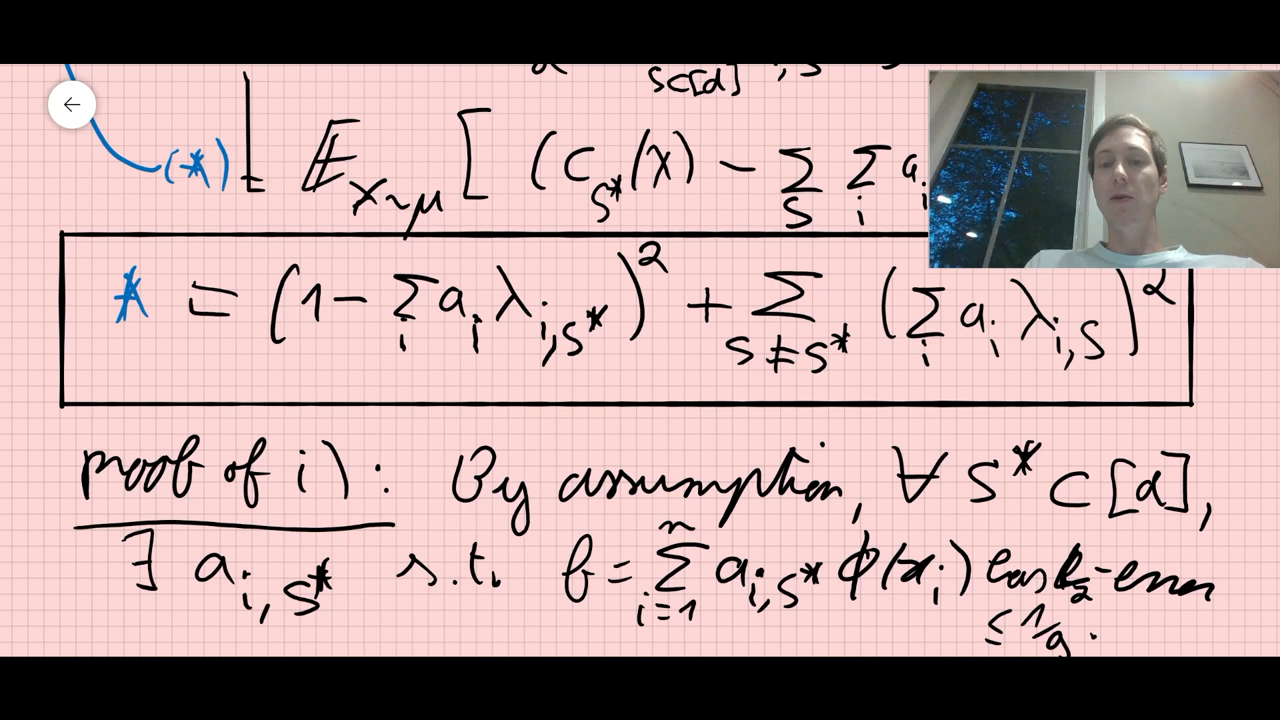 S⊂[d] i,S
(*) E_{x~μ} [ (C_{S*}(x) − Σ_S Σ_i a_i
* = (1 − Σ_i a_i λ_{i,S*})² + Σ_{S≠S*} (Σ_i a_i λ_{i,S})²
proof of i): By assumption, ∀ S* ⊂ [d],
∃ a_{i,S*} s.t. f = Σ_{i=1}^n a_{i,S*} ϕ(x_i) has L₂-error
≤ 1/9.